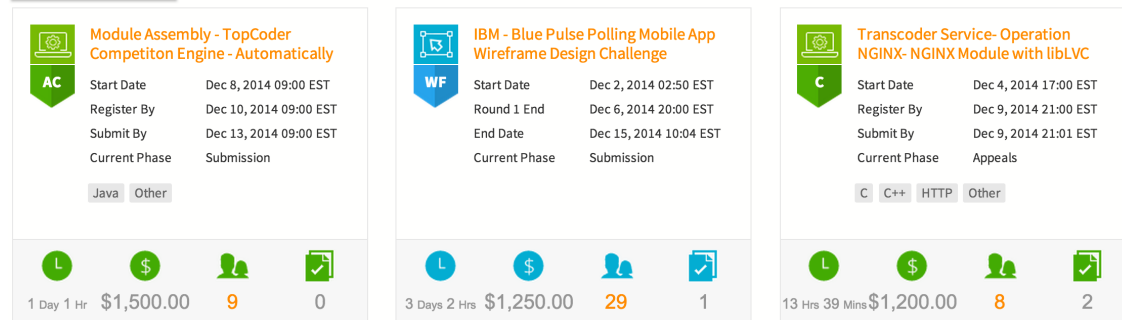 Module Assembly - TopCoder
Competiton Engine - Automatically
AC
Start Date Dec 8, 2014 09:00 EST
Register By Dec 10, 2014 09:00 EST
Submit By Dec 13, 2014 09:00 EST
Current Phase Submission
Java Other
1 Day 1 Hr $1,500.00 9 0
IBM - Blue Pulse Polling Mobile App
Wireframe Design Challenge
WF
Start Date Dec 2, 2014 02:50 EST
Round 1 End Dec 6, 2014 20:00 EST
End Date Dec 15, 2014 10:04 EST
Current Phase Submission
3 Days 2 Hrs $1,250.00 29 1
Transcoder Service- Operation
NGINX- NGINX Module with libLVC
C
Start Date Dec 4, 2014 17:00 EST
Register By Dec 9, 2014 21:00 EST
Submit By Dec 9, 2014 21:01 EST
Current Phase Appeals
C C++ HTTP Other
13 Hrs 39 Mins $1,200.00 8 2